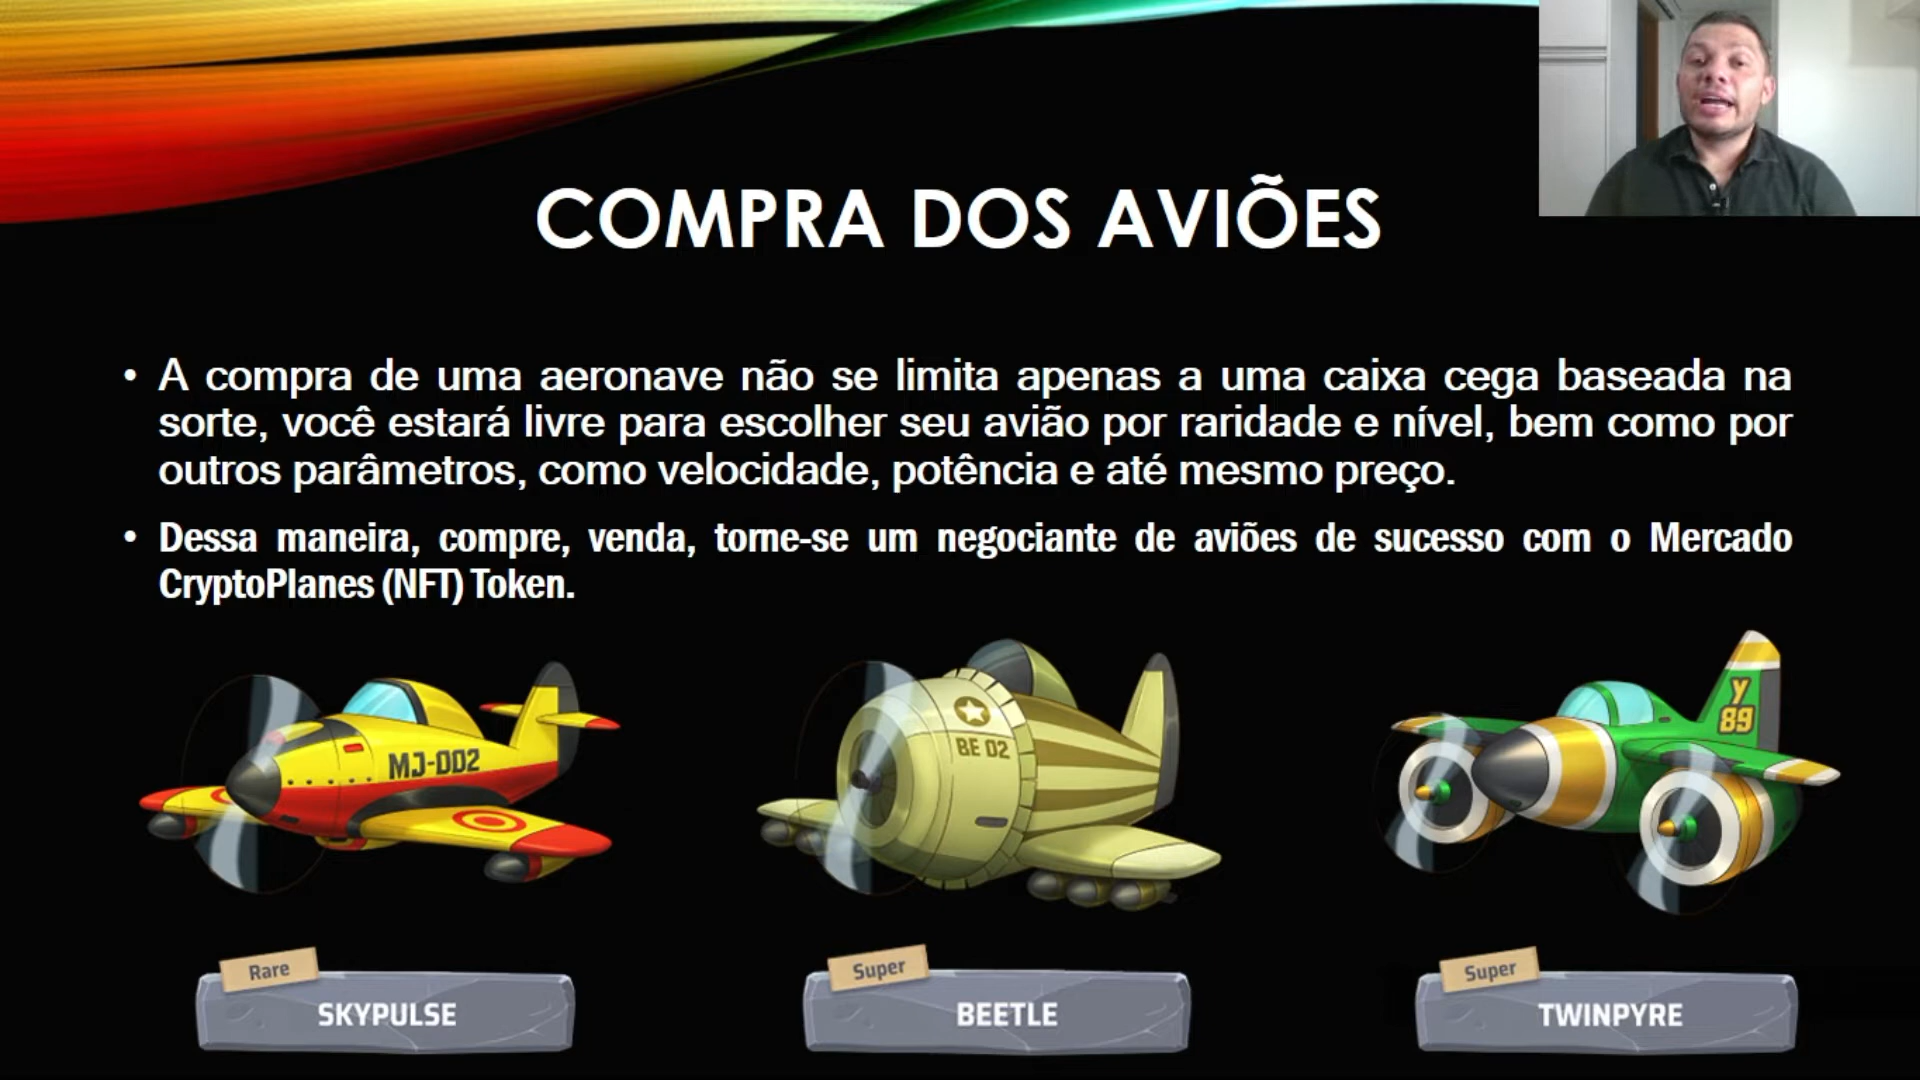 COMPRA DOS AVIÕES
• A compra de uma aeronave não se limita apenas a uma caixa cega baseada na
sorte, você estará livre para escolher seu avião por raridade e nível, bem como por
outros parâmetros, como velocidade, potência e até mesmo preço.
• Dessa maneira, compre, venda, torne-se um negociante de aviões de sucesso com o Mercado
CryptoPlanes (NFT) Token.
MJ-002
BE 02
Y
89
Rare
SKYPULSE
Super
BEETLE
Super
TWINPYRE